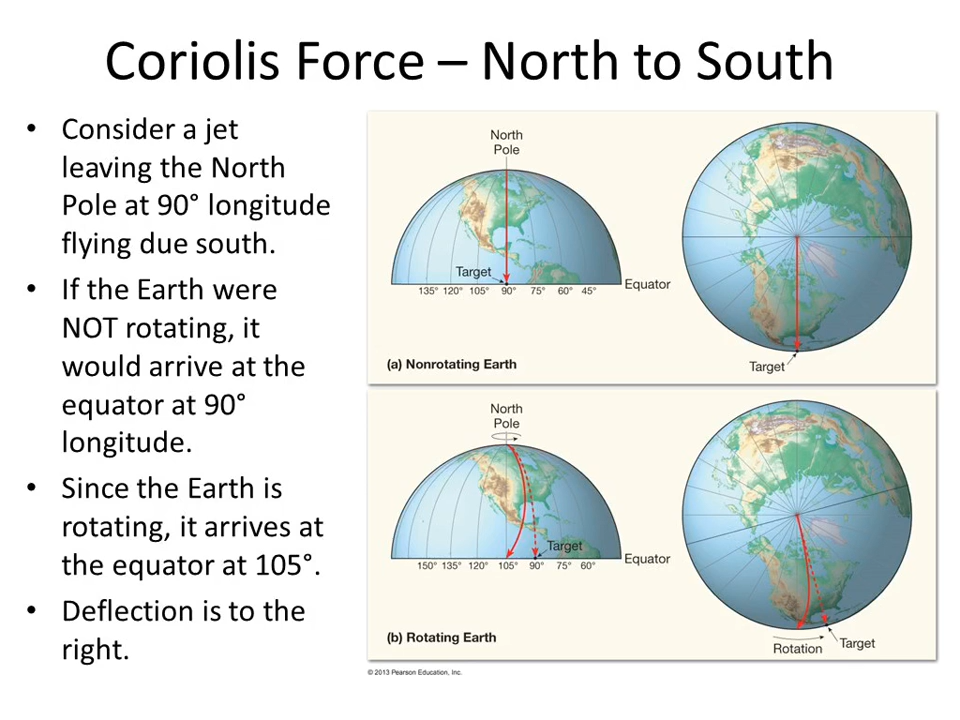 Coriolis Force – North to South
• Consider a jet
leaving the North
Pole at 90° longitude
flying due south.
• If the Earth were
NOT rotating, it
would arrive at the
equator at 90°
longitude.
• Since the Earth is
rotating, it arrives at
the equator at 105°.
• Deflection is to the
right.
North
Pole
Target
Equator
135° 120° 105° 90° 75° 60° 45°
(a) Nonrotating Earth
Target
North
Pole
Target
Equator
150° 135° 120° 105° 90° 75° 60°
(b) Rotating Earth
Rotation
Target
© 2013 Pearson Education, Inc.